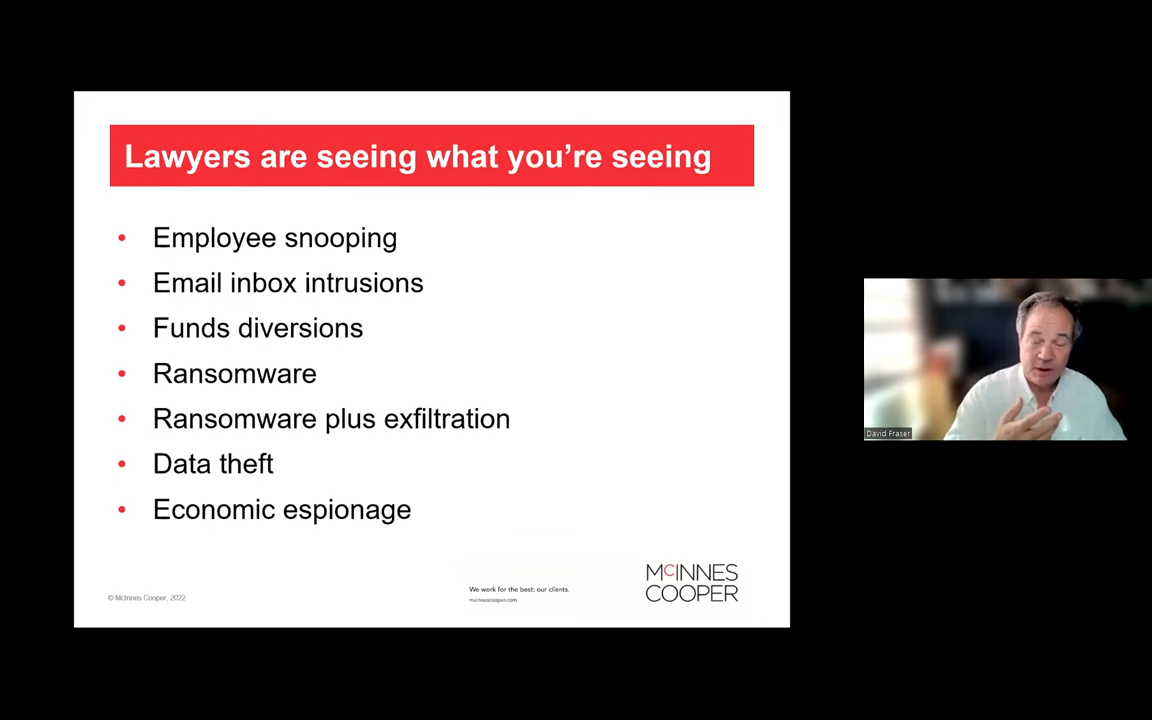 Lawyers are seeing what you’re seeing
• Employee snooping
• Email inbox intrusions
• Funds diversions
• Ransomware
• Ransomware plus exfiltration
• Data theft
• Economic espionage
© McInnes Cooper, 2022
We work for the best: our clients.
mcinnescooper.com
McINNES
COOPER
David Fraser